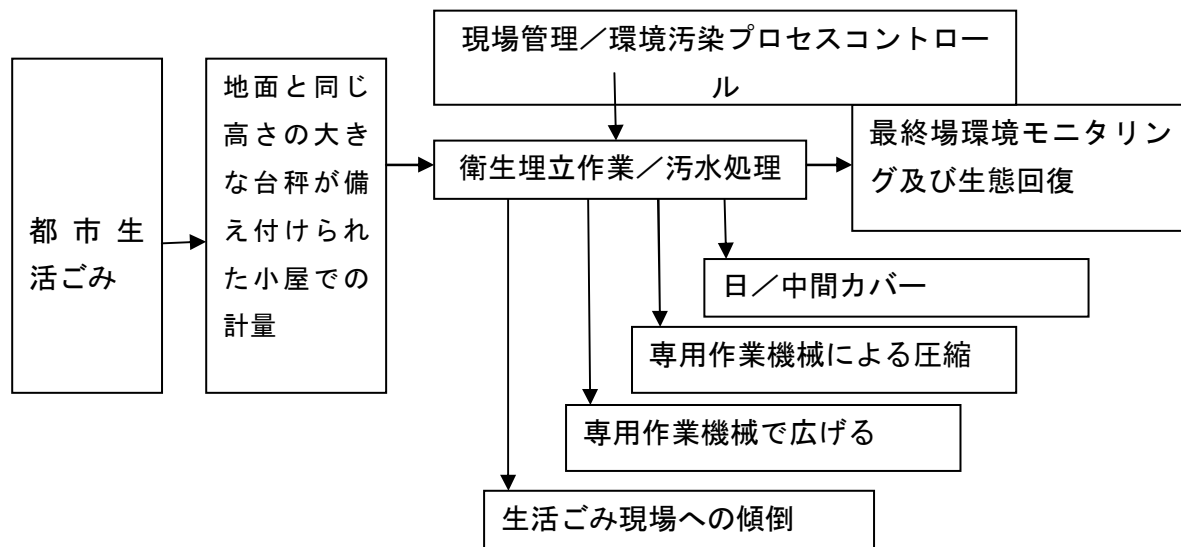 現場管理／環境汚染プロセスコントロー
ル
都市生
活ごみ
地面と同じ
高さの大き
な台秤が備
え付けられ
た小屋での
計量
衛生埋立作業／汚水処理
最終場環境モニタリン
グ及び生態回復
日／中間カバー
専用作業機械による圧縮
専用作業機械で広げる
生活ごみ現場への傾倒